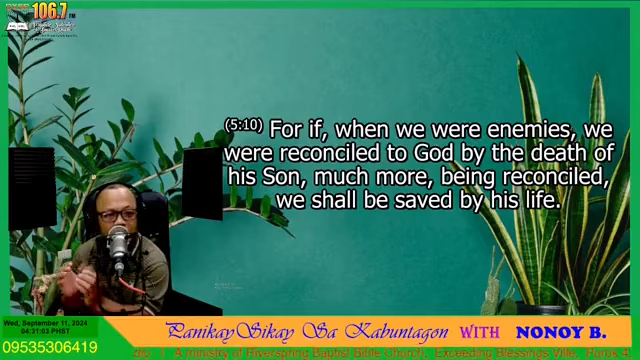 106.7 FM
(5:10) For if, when we were enemies, we
were reconciled to God by the death of
his Son, much more, being reconciled,
we shall be saved by his life.
Wed, September 11, 2024
04:31:03 PHST
09535306419
PanikaySikay Sa Kabuntagon WITH NONOY B.
A ministry of Riverspring Baptist Bible Church, Exceeding Blessings Ville,